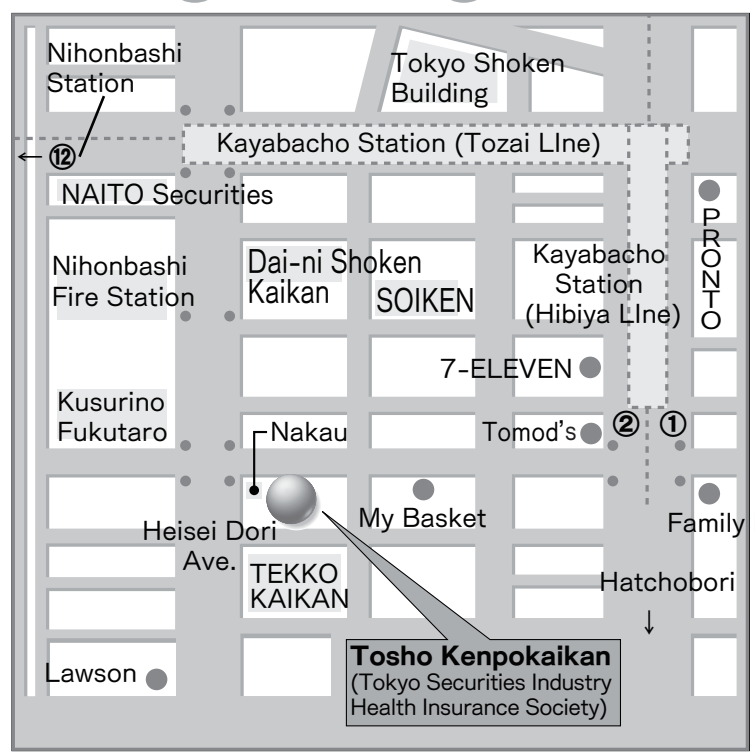 Nihonbashi
Station
Tokyo Shoken
Building
Kayabacho Station (Tozai LIne)
← ⑫
NAITO Securities
PRONTO
Nihonbashi
Fire Station
Dai-ni Shoken
Kaikan
SOIKEN
Kayabacho
Station
(Hibiya LIne)
7-ELEVEN
Kusurino
Fukutaro
Nakau
Tomod's
② ①
My Basket
Family
Heisei Dori
Ave.
TEKKO
KAIKAN
Hatchobori
↓
Lawson
Tosho Kenpokaikan
(Tokyo Securities Industry
Health Insurance Society)